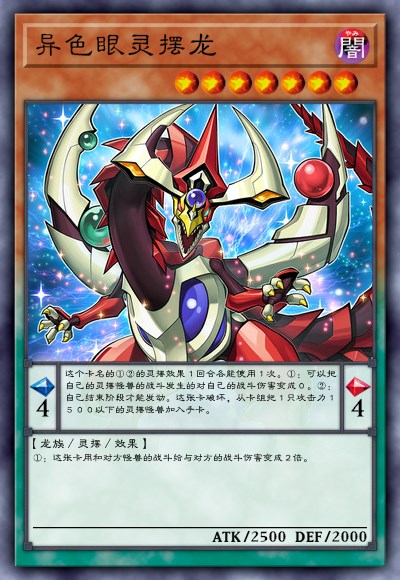 异色眼灵摆龙
やみ
闇
这个卡名的①②的灵摆效果1回合各能使用1次。①：可以把
自己的灵摆怪兽的战斗发生的对自己的战斗伤害变成0。②：
自己结束阶段才能发动。这张卡破坏，从卡组把1只攻击力1
500以下的灵摆怪兽加入手卡。
4
4
【龙族／灵摆／效果】
①：这张卡用和对方怪兽的战斗给与对方的战斗伤害变成2倍。
ATK/2500 DEF/2000